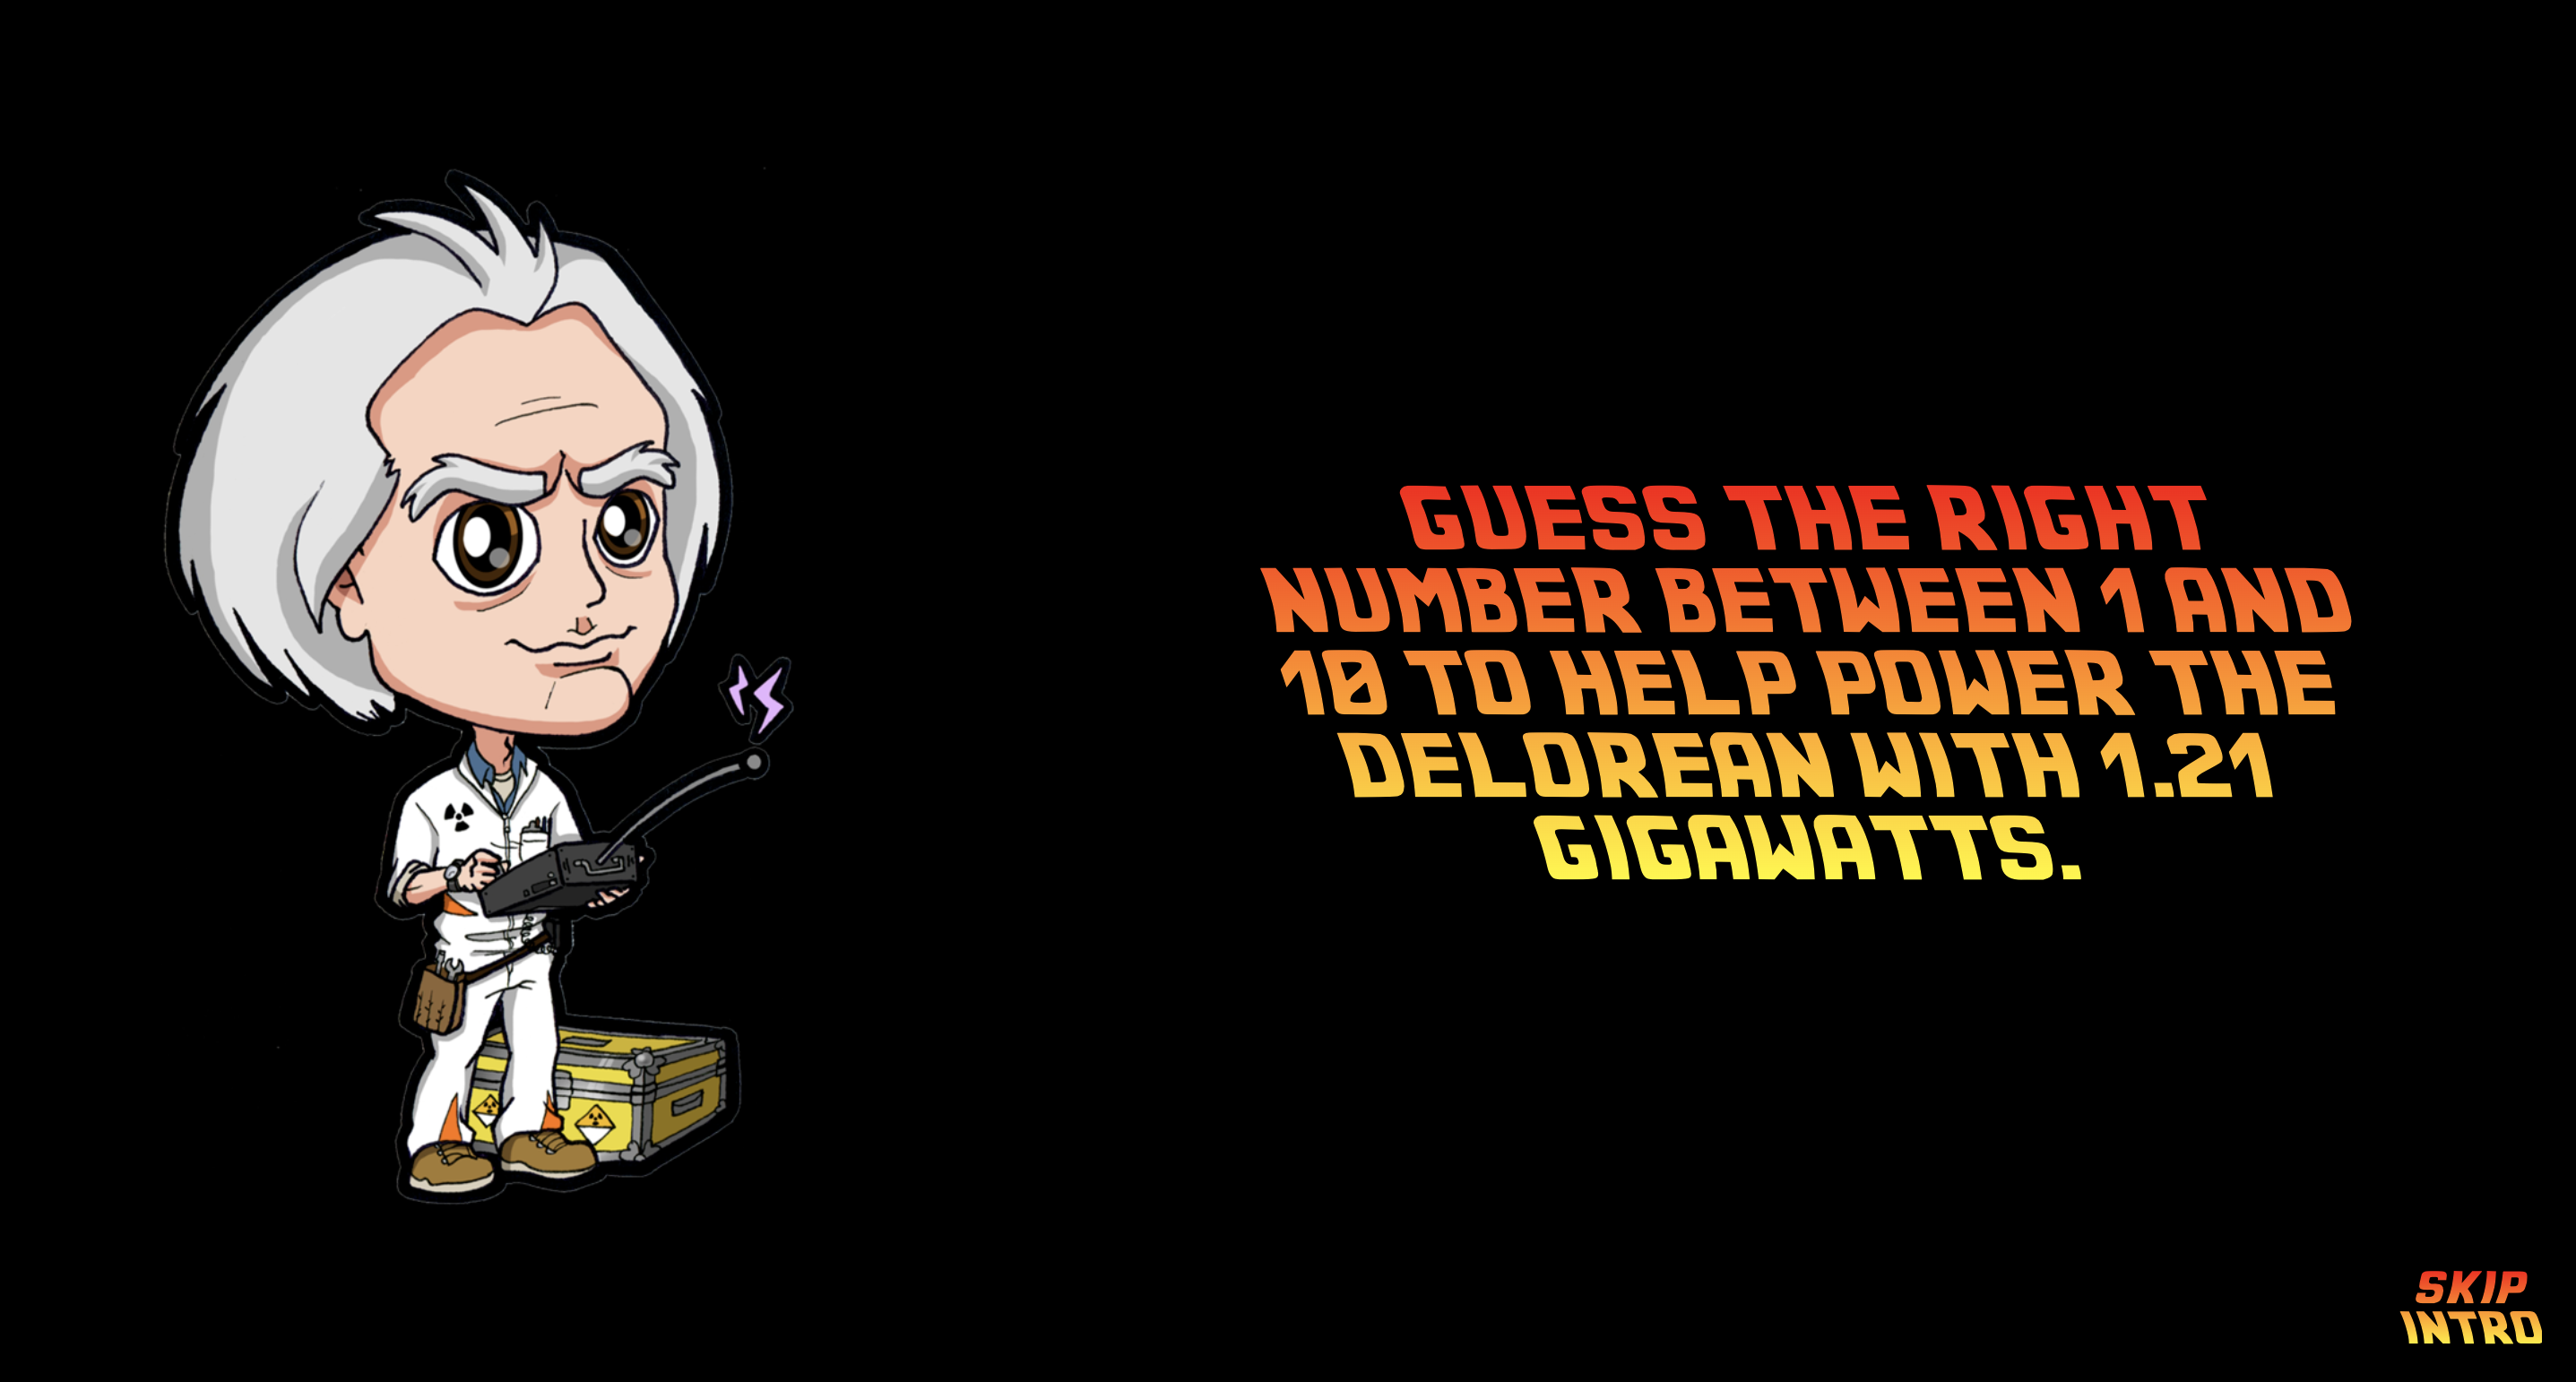 GUESS THE RIGHT
NUMBER BETWEEN 1 AND
10 TO HELP POWER THE
DELOREAN WITH 1.21
GIGAWATTS.
SKIP
INTRO